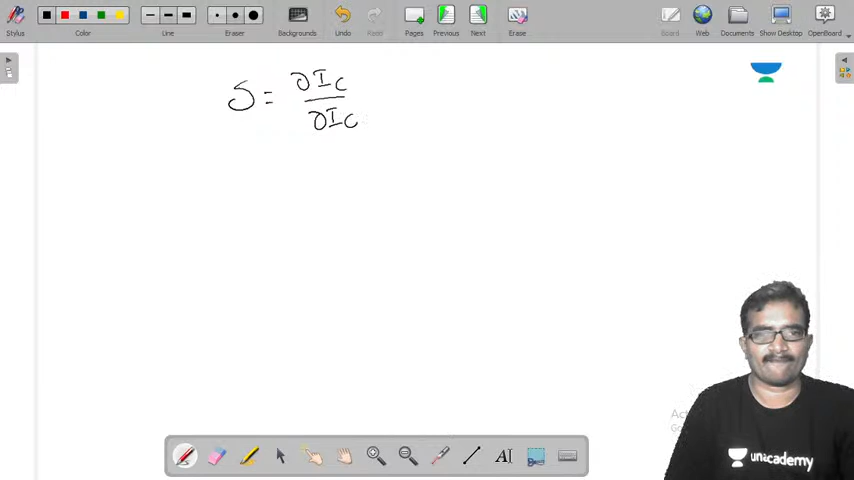 Stylus
Color
Line
Eraser
Backgrounds
Undo
Redo
Pages
Previous
Next
Erase
Board
Web
Documents
Show Desktop
OpenBoard
S = ∂IC
∂IC
unacademy